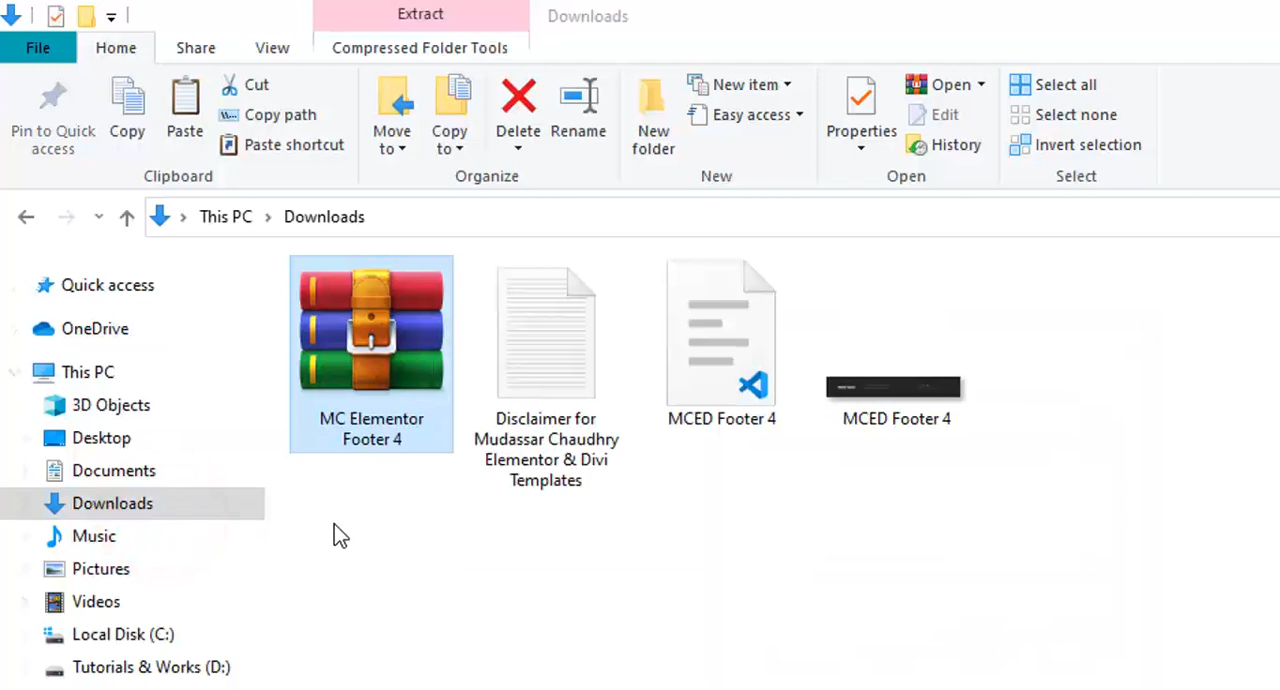 Extract
Downloads
File
Home
Share
View
Compressed Folder Tools
Pin to Quick
access
Copy
Paste
Cut
Copy path
Paste shortcut
Clipboard
Move
to
Copy
to
Delete
Rename
Organize
New
folder
New item
Easy access
New
Properties
Open
Edit
History
Open
Select all
Select none
Invert selection
Select
This PC
Downloads
Quick access
OneDrive
This PC
3D Objects
Desktop
Documents
Downloads
Music
Pictures
Videos
Local Disk (C:)
Tutorials & Works (D:)
MC Elementor
Footer 4
Disclaimer for
Mudassar Chaudhry
Elementor & Divi
Templates
MCED Footer 4
MCED Footer 4